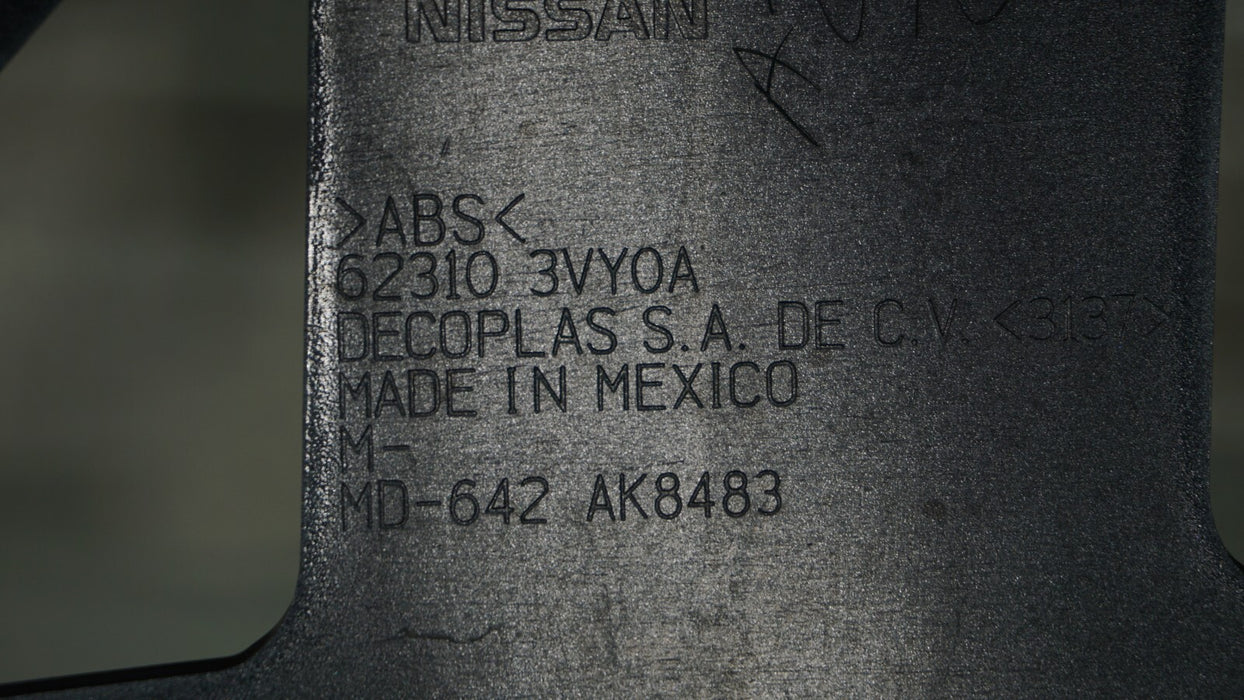 NISSAN
>ABS<
62310 3VY0A
DECOPLAS S.A. DE C.V. <3137>
MADE IN MEXICO
M-
MD-642 AK8483